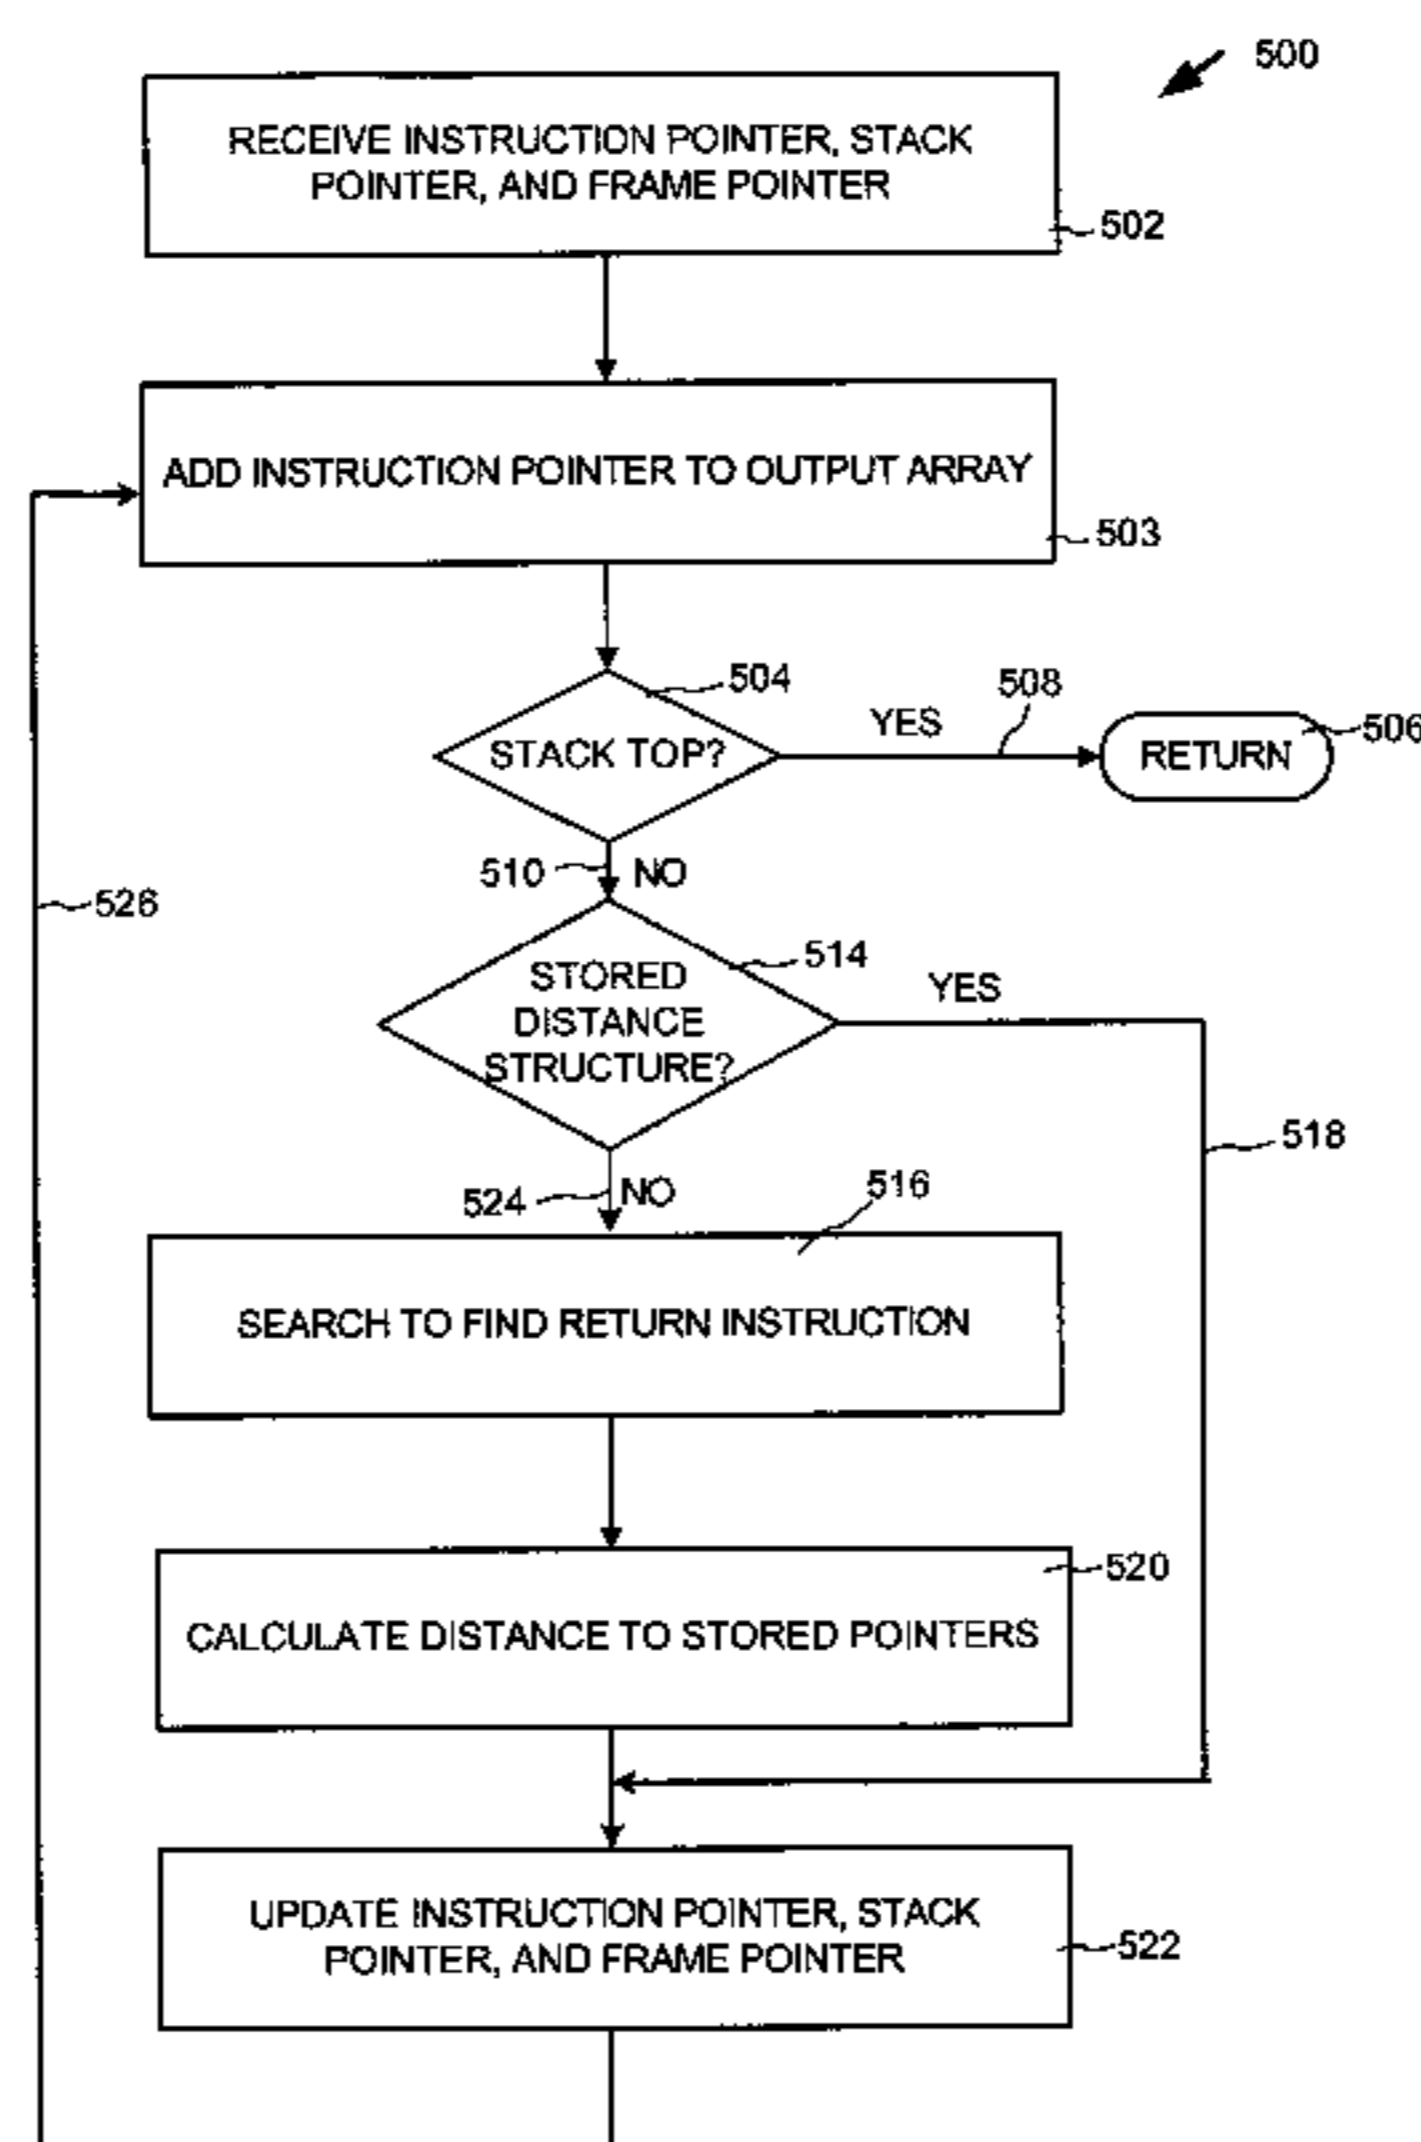 500
RECEIVE INSTRUCTION POINTER, STACK
POINTER, AND FRAME POINTER
502
ADD INSTRUCTION POINTER TO OUTPUT ARRAY
503
504
STACK TOP?
YES
508
RETURN
506
510
NO
526
STORED
DISTANCE
STRUCTURE?
514
YES
518
524
NO
516
SEARCH TO FIND RETURN INSTRUCTION
520
CALCULATE DISTANCE TO STORED POINTERS
UPDATE INSTRUCTION POINTER, STACK
POINTER, AND FRAME POINTER
522